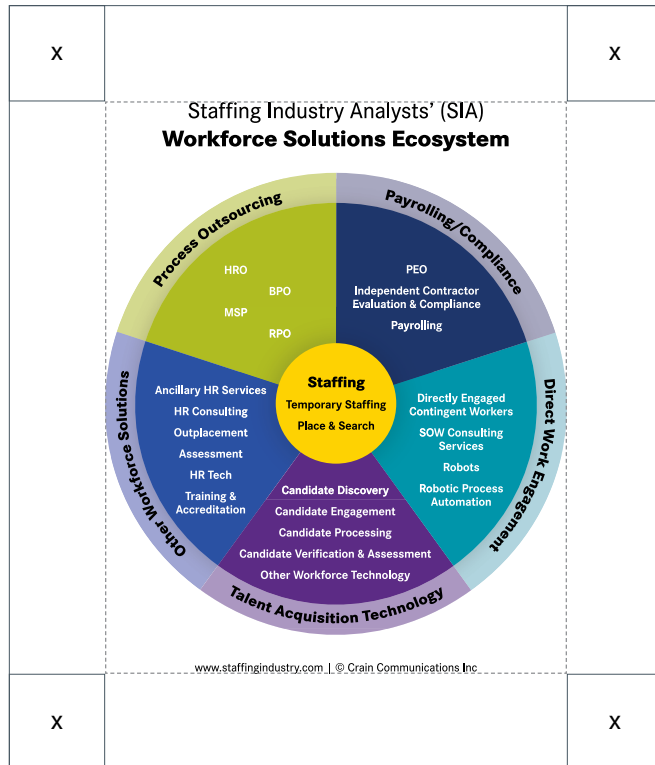 X
X
Staffing Industry Analysts' (SIA)
Workforce Solutions Ecosystem
Process Outsourcing
HRO
BPO
MSP
RPO
Payrolling/Compliance
PEO
Independent Contractor
Evaluation & Compliance
Payrolling
Staffing
Temporary Staffing
Place & Search
Other Workforce Solutions
Ancillary HR Services
HR Consulting
Outplacement
Assessment
HR Tech
Training &
Accreditation
Direct Work Engagement
Directly Engaged
Contingent Workers
SOW Consulting
Services
Robots
Robotic Process
Automation
Candidate Discovery
Candidate Engagement
Candidate Processing
Candidate Verification & Assessment
Other Workforce Technology
Talent Acquisition Technology
www.staffingindustry.com | © Crain Communications Inc
X
X